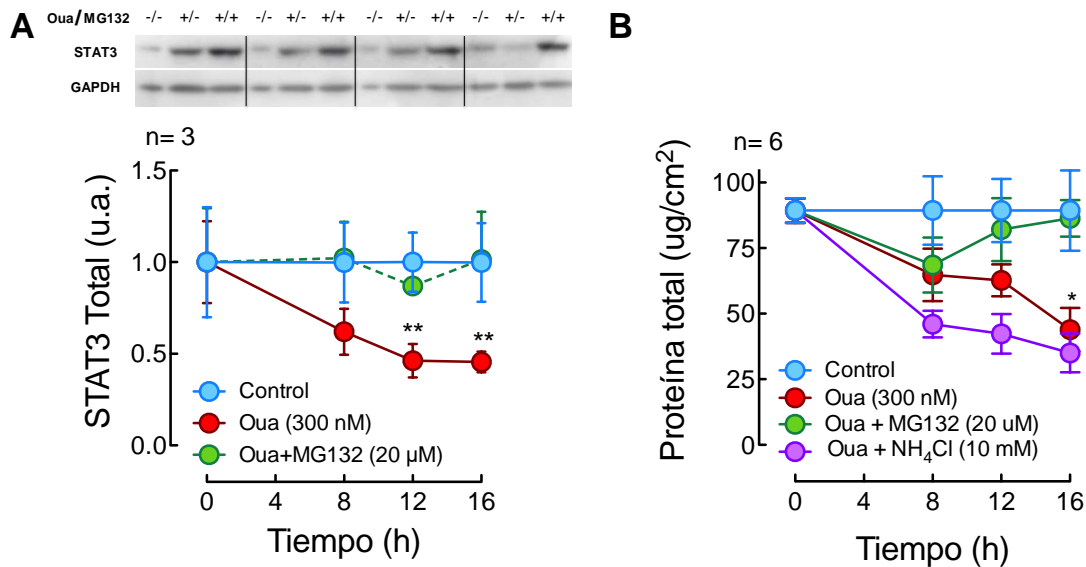 A
Oua/MG132 -/- +/- +/+ -/- +/- +/+ -/- +/- +/+ -/- +/- +/+
STAT3
GAPDH
n= 3
STAT3 Total (u.a.)
1.5
1.0
0.5
0.0
** **
Control
Oua (300 nM)
Oua+MG132 (20 µM)
0 4 8 12 16
Tiempo (h)
B
n= 6
Proteína total (ug/cm²)
100
75
50
25
0
*
Control
Oua (300 nM)
Oua + MG132 (20 uM)
Oua + NH₄Cl (10 mM)
0 4 8 12 16
Tiempo (h)